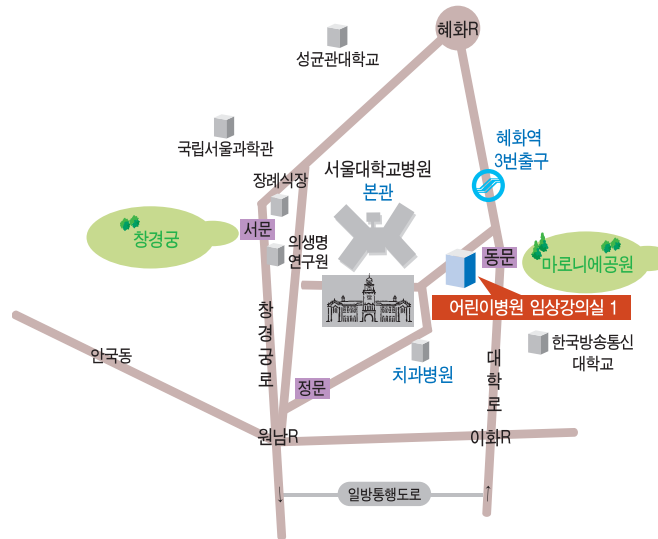 혜화R
성균관대학교
국립서울과학관
혜화역
3번출구
장례식장
서울대학교병원
본관
창경궁
서문
의생명
연구원
동문
마로니에공원
어린이병원 임상강의실 1
창경궁로
대학로
안국동
한국방송통신
대학교
치과병원
정문
원남R
이화R
↓
일방통행도로
↑